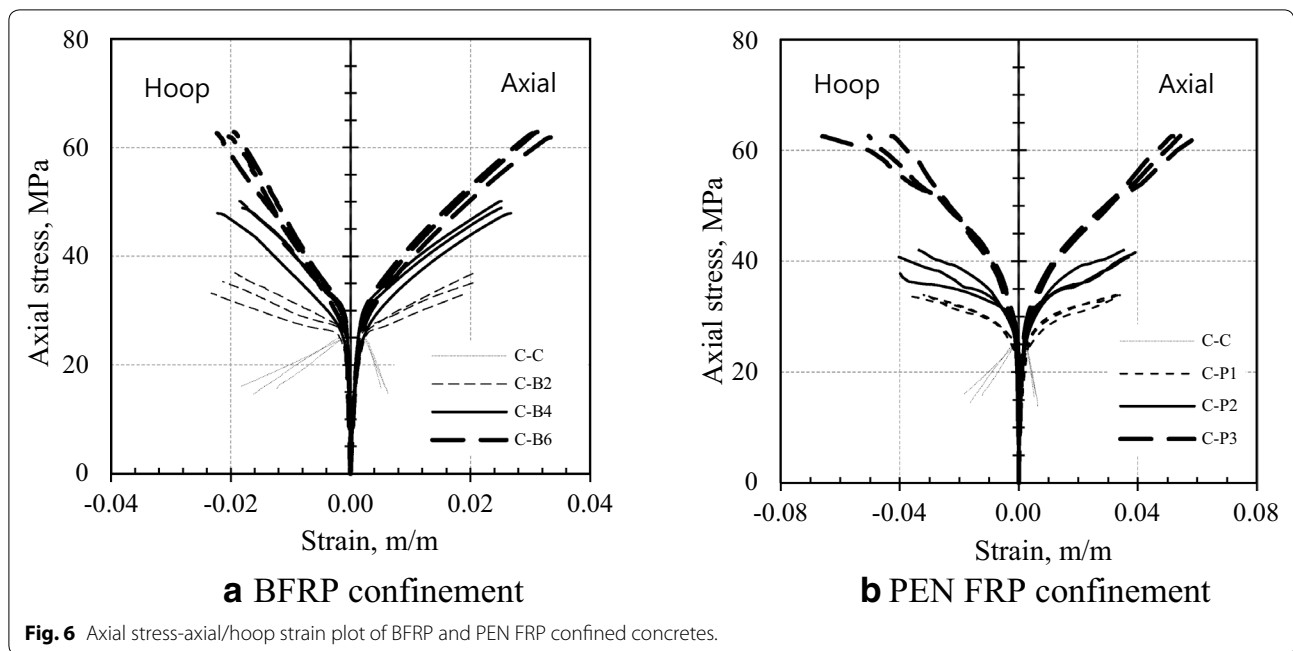 80
60
40
20
0
Axial stress, MPa
Hoop
Axial
C-C
C-B2
C-B4
C-B6
-0.04
-0.02
0.00
0.02
0.04
Strain, m/m
a BFRP confinement
80
60
40
20
0
Axial stress, MPa
Hoop
Axial
C-C
C-P1
C-P2
C-P3
-0.08
-0.04
0.00
0.04
0.08
Strain, m/m
b PEN FRP confinement
Fig. 6 Axial stress-axial/hoop strain plot of BFRP and PEN FRP confined concretes.